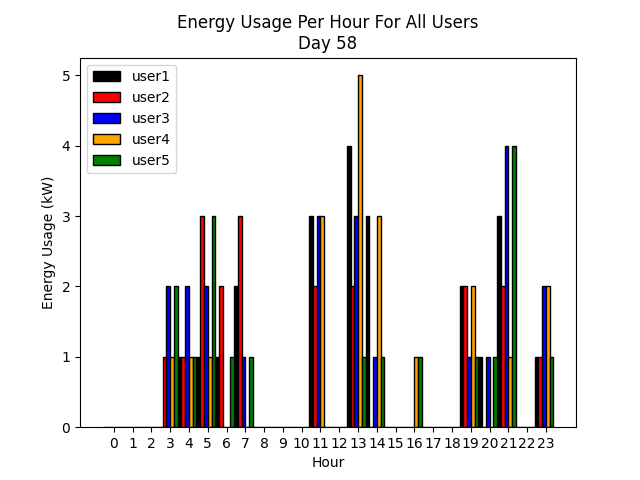 Energy Usage Per Hour For All Users
Day 58
user1
user2
user3
user4
user5
Energy Usage (kW)
5
4
3
2
1
0
0 1 2 3 4 5 6 7 8 9 10 11 12 13 14 15 16 17 18 19 20 21 22 23
Hour